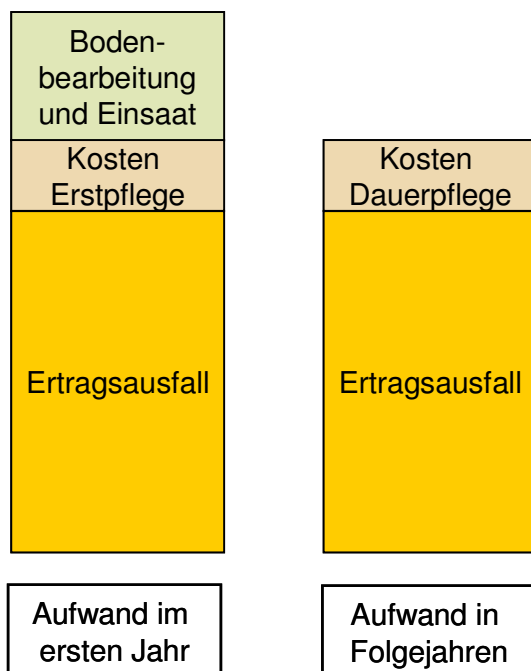 Boden-
bearbeitung
und Einsaat
Kosten
Erstpflege
Ertragsausfall
Aufwand im
ersten Jahr
Kosten
Dauerpflege
Ertragsausfall
Aufwand in
Folgejahren